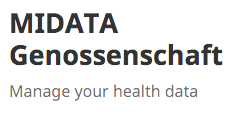 MIDATA
Genossenschaft
Manage your health data